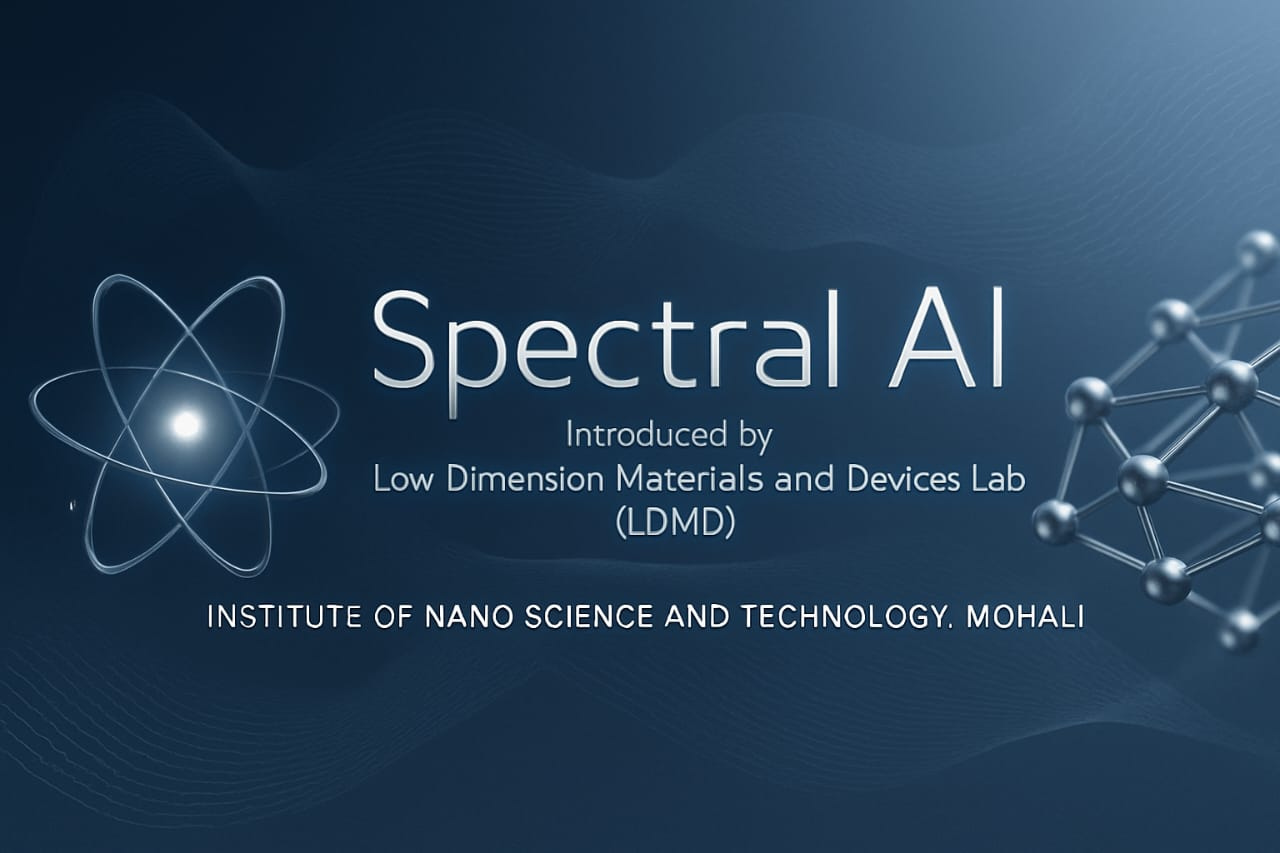 Spectral AI
Introduced by
Low Dimension Materials and Devices Lab
(LDMD)
INSTITUTE OF NANO SCIENCE AND TECHNOLOGY. MOHALI